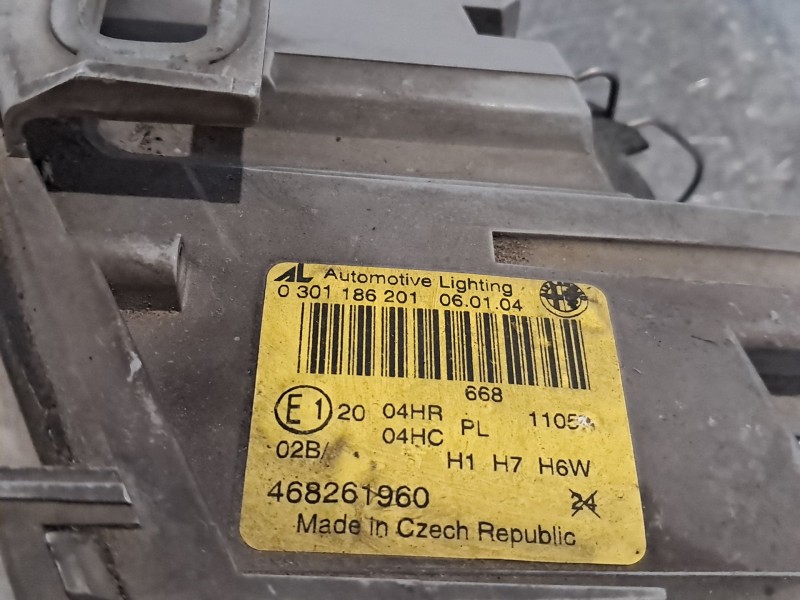 AL Automotive Lighting
0 301 186 201 06.01.04
668
E1 20 04HR PL
04HC
02B/ H1 H7 H6W
468261960 24
Made in Czech Republic